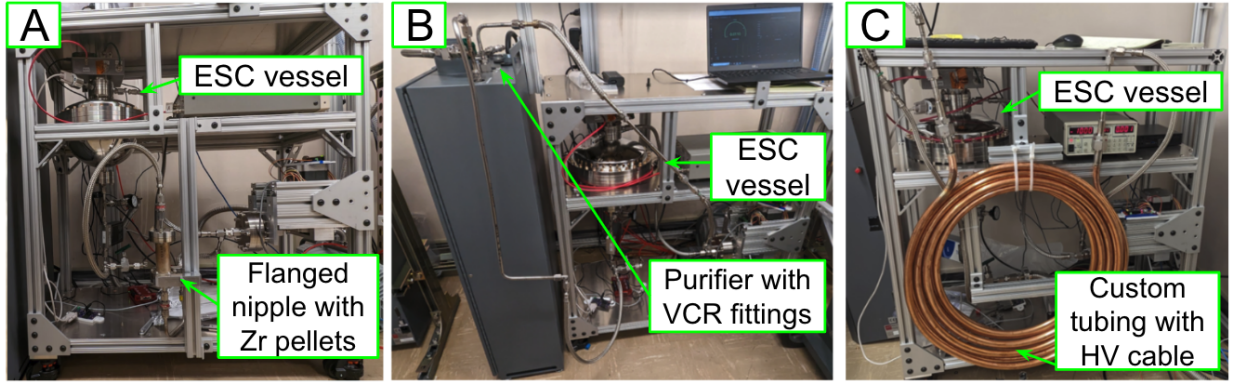 A
ESC vessel
Flanged
nipple with
Zr pellets
B
ESC
vessel
Purifier with
VCR fittings
C
ESC vessel
Custom
tubing with
HV cable